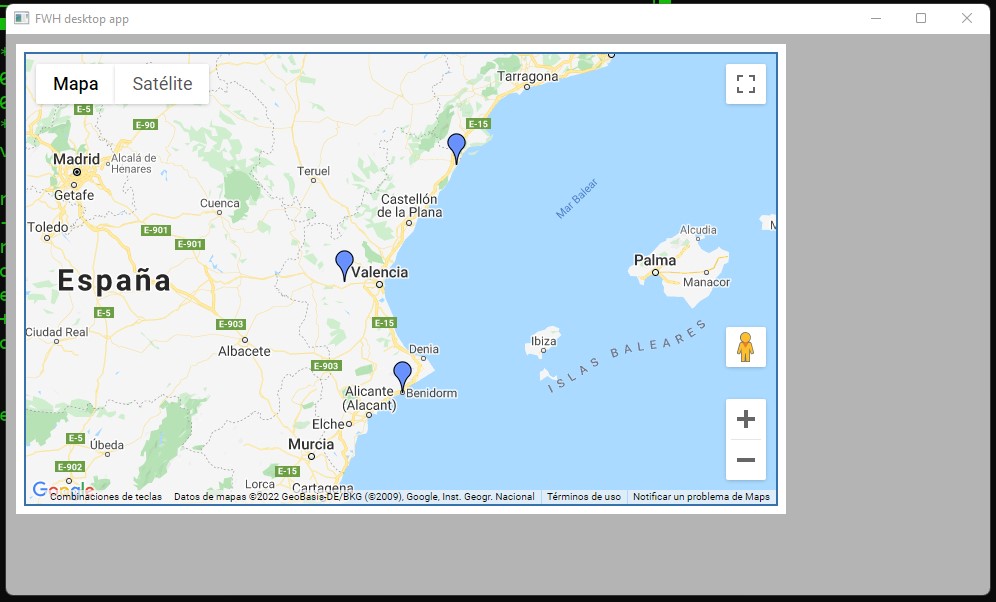 FWH desktop app
Mapa
Satélite
Tarragona
E-5
E-90
E-15
Madrid
Alcalá de
Henares
Getafe
Teruel
Cuenca
Castellón
de la Plana
Mar Balear
Toledo
E-901
E-901
Alcudia
Palma
Manacor
España
Valencia
E-5
E-903
E-15
Ciudad Real
Albacete
Ibiza
ISLAS BALEARES
Denia
E-903
Alicante
(Alacant)
Benidorm
Elche
E-5
Úbeda
Murcia
E-902
E-15
Lorca
Cartagena
Google
Combinaciones de teclas
Datos de mapas ©2022 GeoBasis-DE/BKG (©2009), Google, Inst. Geogr. Nacional
Términos de uso
Notificar un problema de Maps